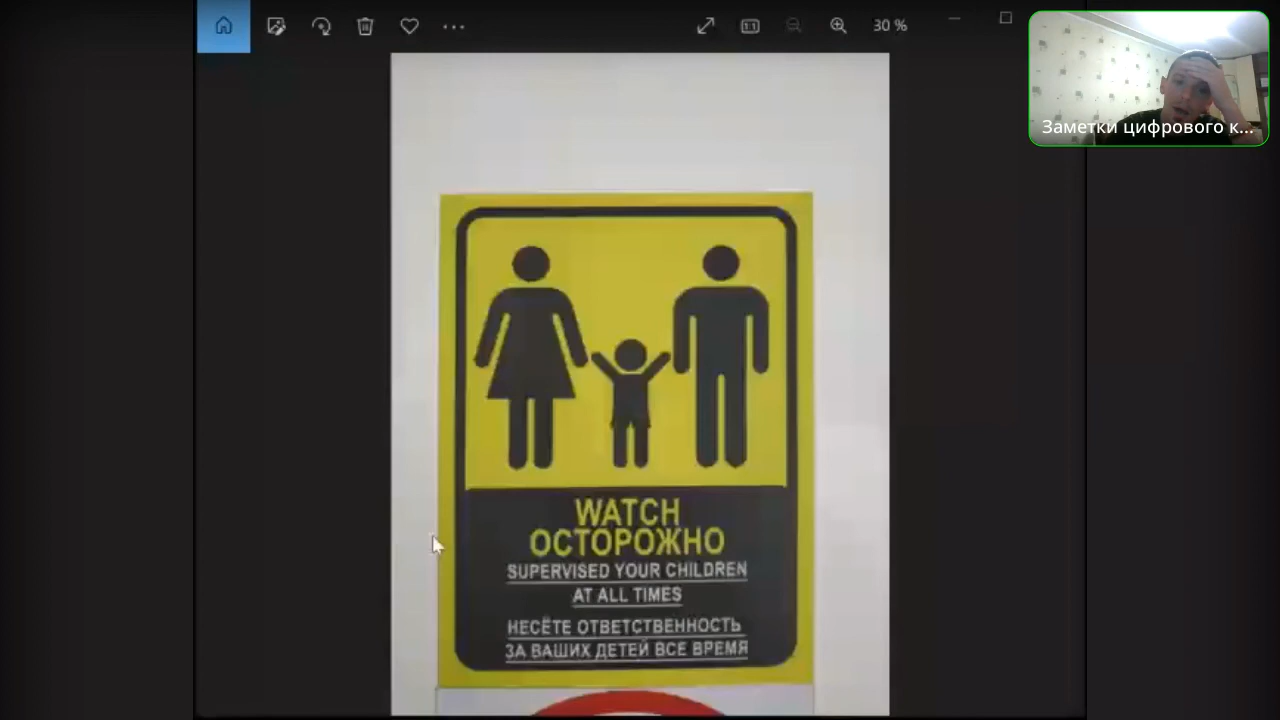 30 %
Заметки цифрового к...
WATCH
ОСТОРОЖНО
SUPERVISED YOUR CHILDREN
AT ALL TIMES
НЕСЁТЕ ОТВЕТСТВЕННОСТЬ
ЗА ВАШИХ ДЕТЕЙ ВСЕ ВРЕМЯ